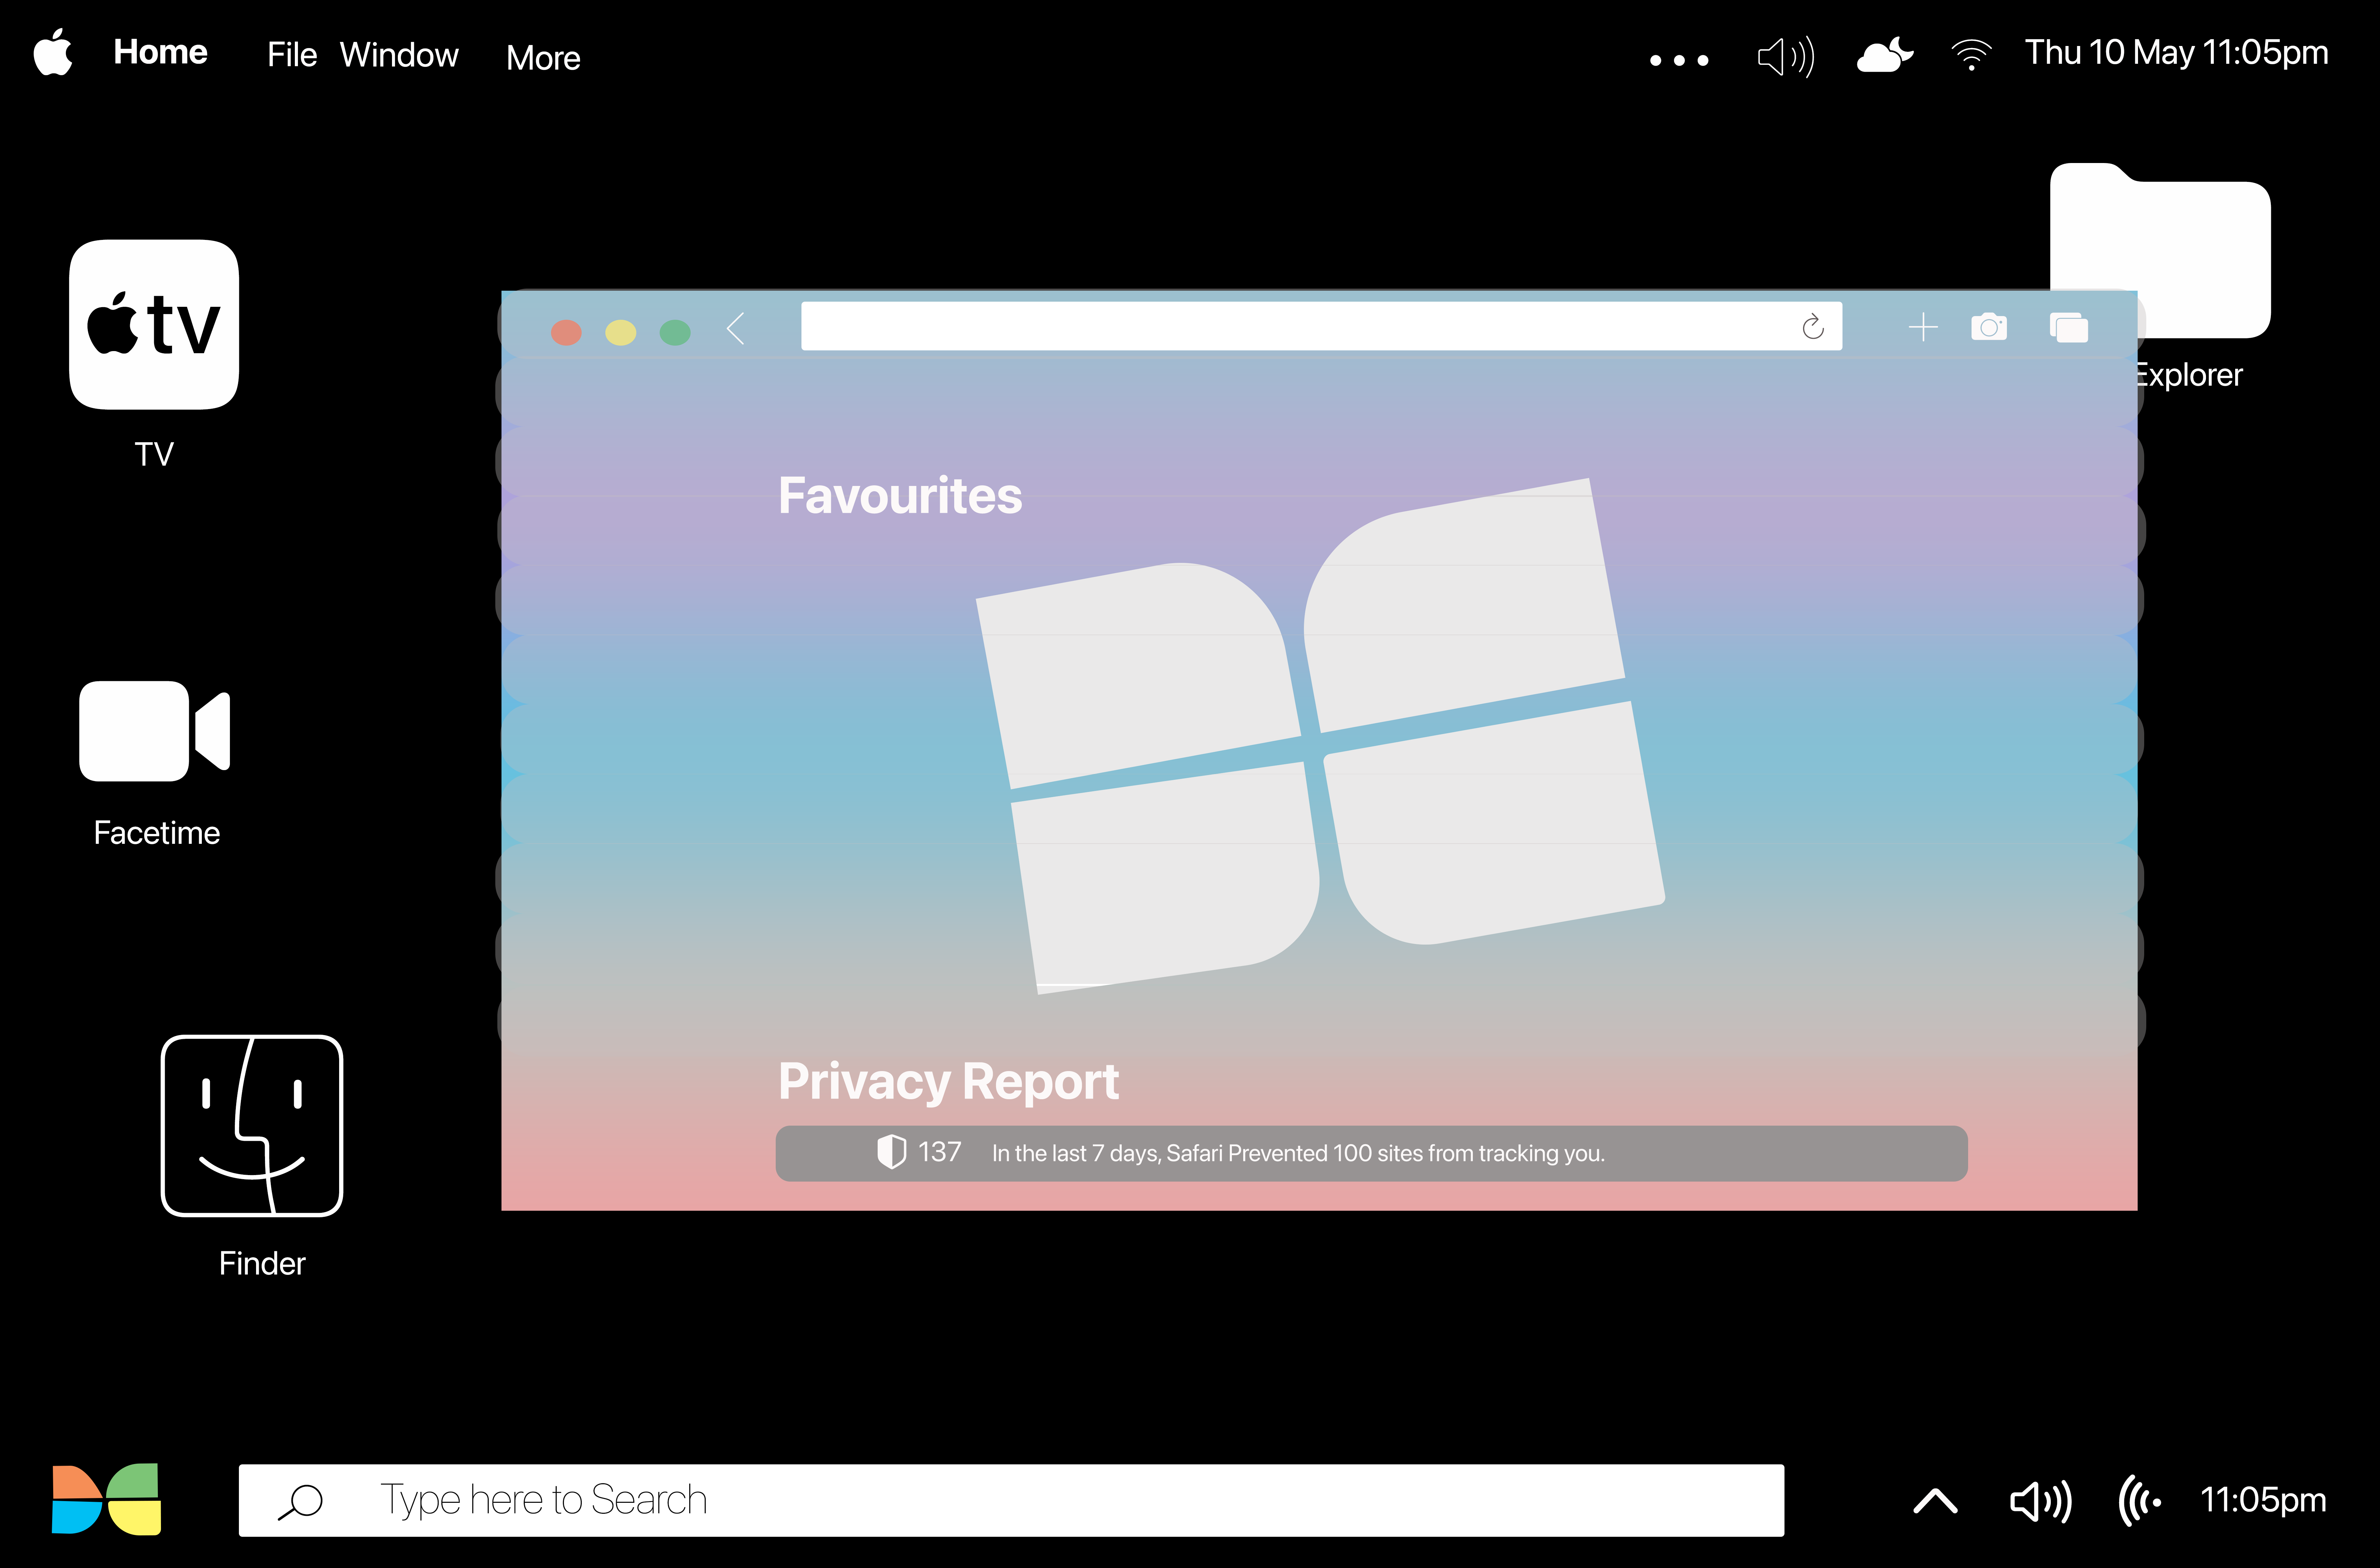 Home File Window More
Thu 10 May 11:05pm
tv
TV
Explorer
Favourites
Facetime
Privacy Report
137 In the last 7 days, Safari Prevented 100 sites from tracking you.
Finder
Type here to Search
11:05pm